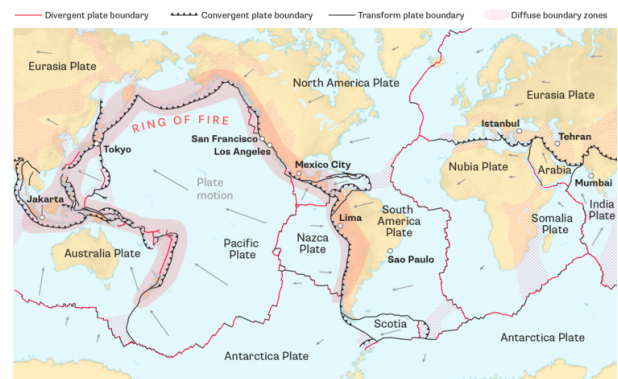 Divergent plate boundary
Convergent plate boundary
Transform plate boundary
Diffuse boundary zones
Eurasia Plate
North America Plate
Eurasia Plate
RING OF FIRE
Istanbul
San Francisco
Tehran
Tokyo
Los Angeles
Mexico City
Nubia Plate
Arabia
Plate
motion
Mumbai
Jakarta
Lima
South
America
Plate
India
Plate
Somalia
Plate
Australia Plate
Pacific
Plate
Nazca
Plate
Sao Paulo
Scotia
Antarctica Plate
Antarctica Plate